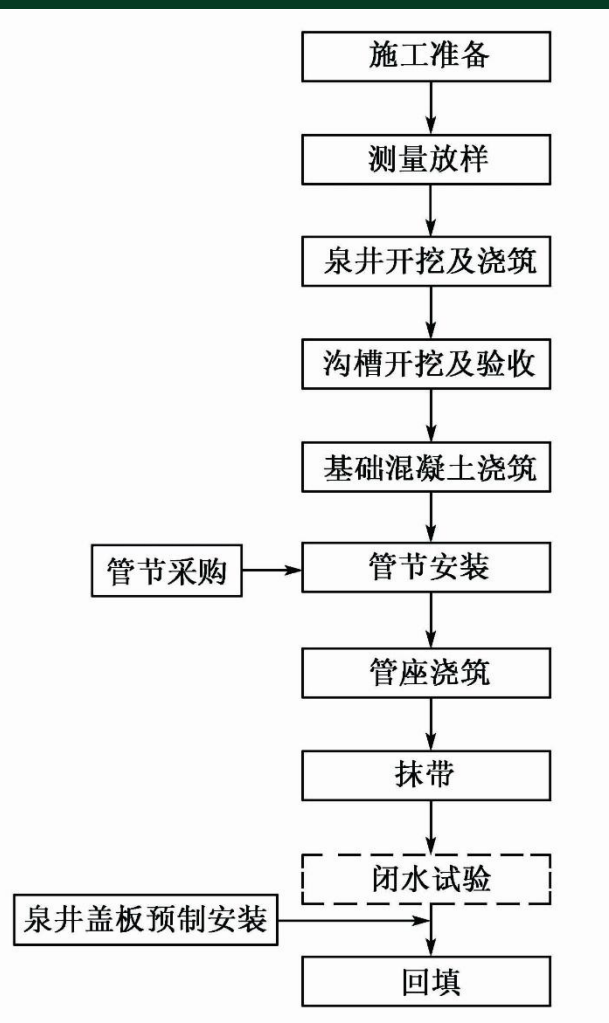 施工准备
测量放样
泉井开挖及浇筑
沟槽开挖及验收
基础混凝土浇筑
管节采购
管节安装
管座浇筑
抹带
闭水试验
泉井盖板预制安装
回填